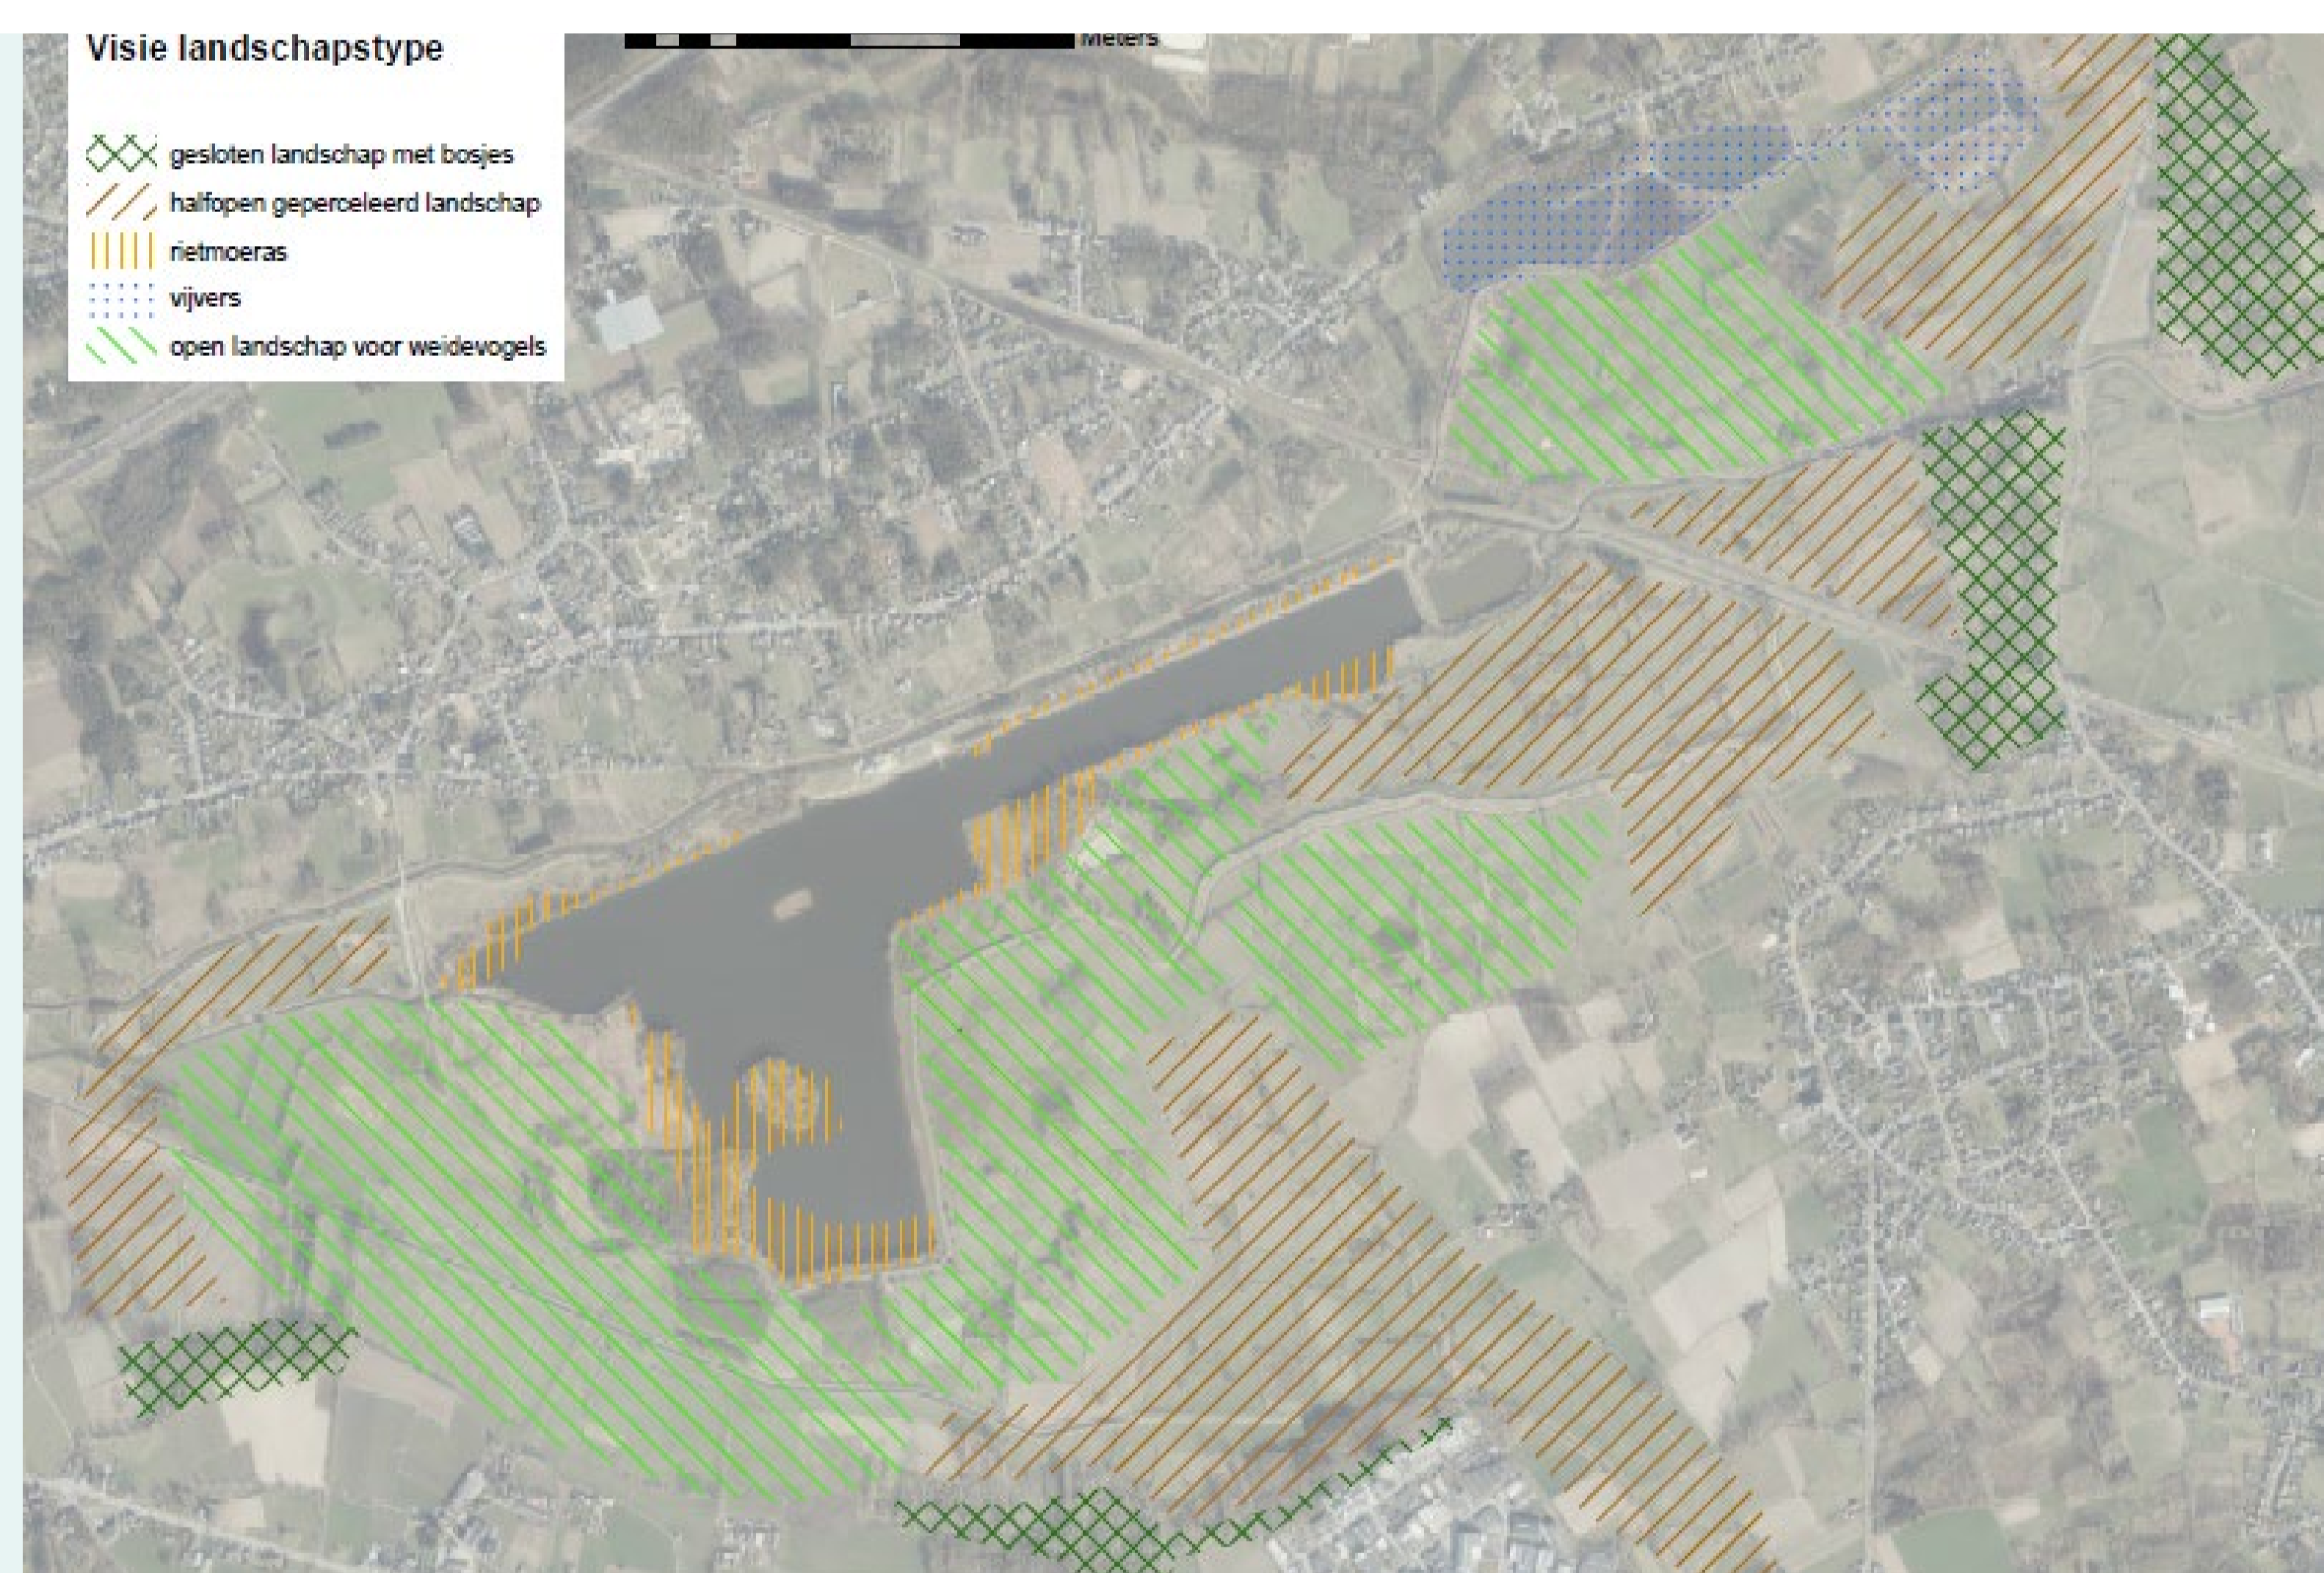 Visie landschapstype
Meters
gesloten landschap met bosjes
halfopen geperceleerd landschap
rietmoeras
vijvers
open landschap voor weidevogels